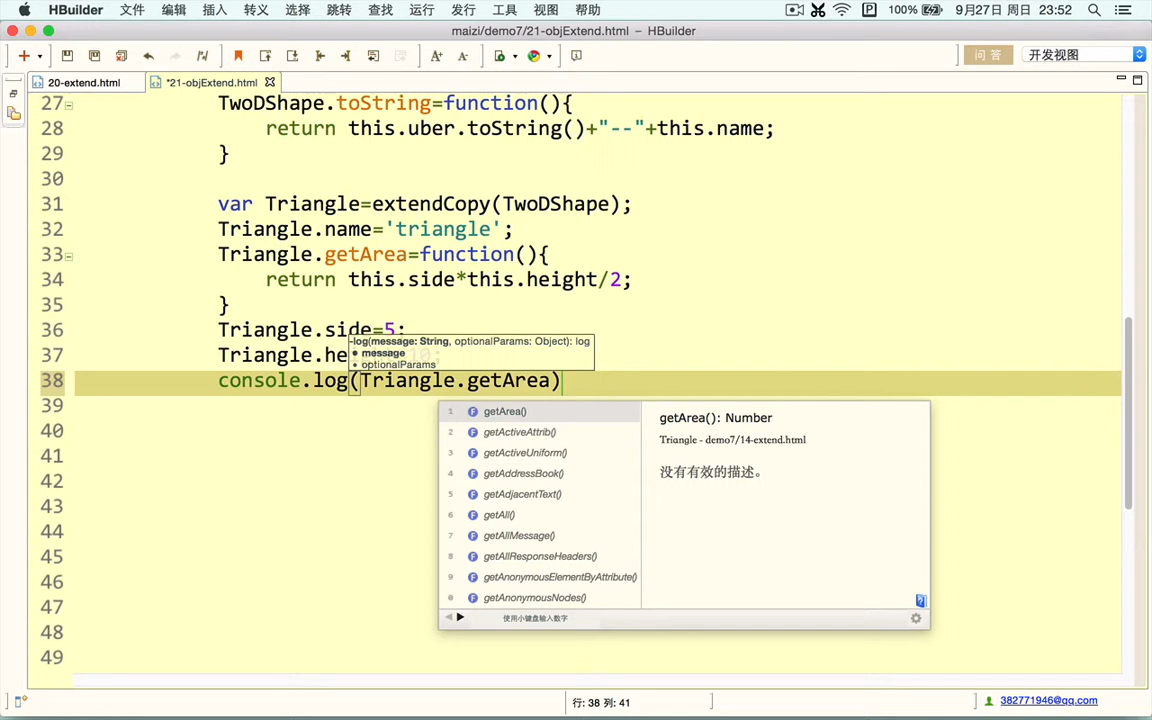 HBuilder 文件 编辑 插入 转义 选择 跳转 查找 运行 发行 工具 视图 帮助 100% 9月27日 周日 23:52
maizi/demo7/21-objExtend.html — HBuilder
问 答 开发视图
20-extend.html *21-objExtend.html
27 TwoDShape.toString=function(){
28 return this.uber.toString()+"--"+this.name;
29 }
30
31 var Triangle=extendCopy(TwoDShape);
32 Triangle.name='triangle';
33 Triangle.getArea=function(){
34 return this.side*this.height/2;
35 }
36 Triangle.side=5;
-log(message: String, optionalParams: Object): log
37 Triangle.he 10;
• message
• optionalParams
38 console.log(Triangle.getArea)
39
40
41
42
43
44
45
46
47
48
49
1 getArea()
2 getActiveAttrib()
3 getActiveUniform()
4 getAddressBook()
5 getAdjacentText()
6 getAll()
7 getAllMessage()
8 getAllResponseHeaders()
9 getAnonymousElementByAttribute()
0 getAnonymousNodes()
使用小键盘输入数字
getArea(): Number
Triangle - demo7/14-extend.html
没有有效的描述。
行: 38 列: 41
382771946@qq.com